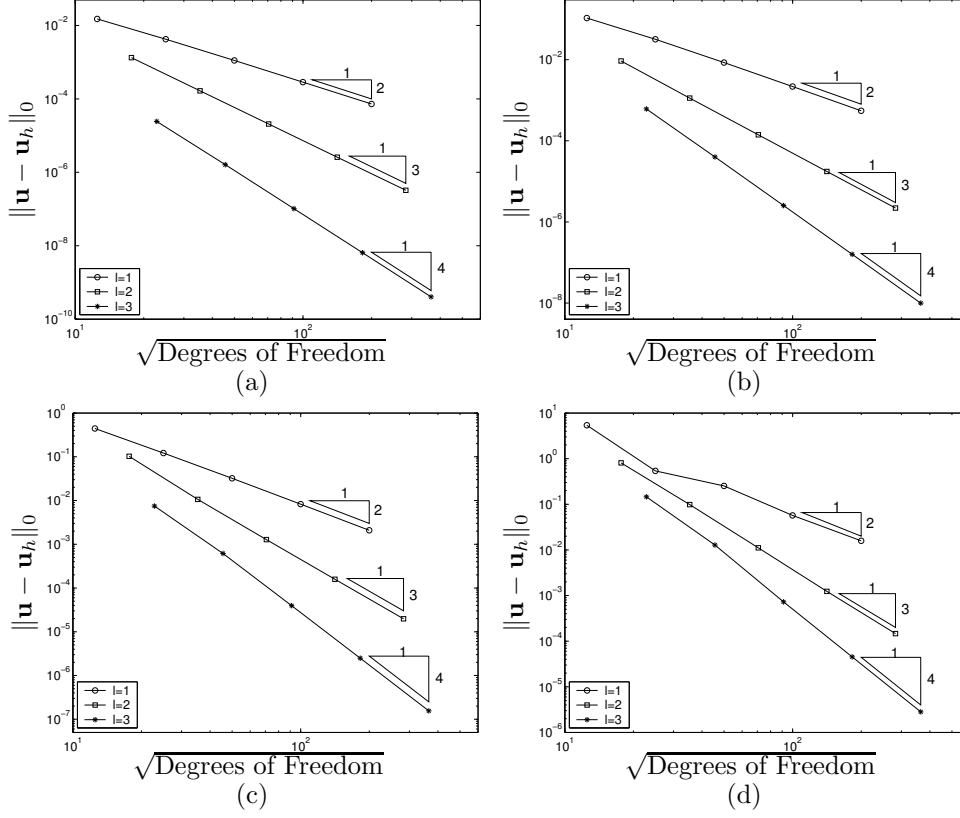 10^{-2}
10^{-4}
10^{-6}
10^{-8}
10^{-10}
‖u − u_h‖_0
1
2
1
3
1
4
l=1
l=2
l=3
10^1
10^2
√Degrees of Freedom
(a)
10^{-2}
10^{-4}
10^{-6}
10^{-8}
‖u − u_h‖_0
1
2
1
3
1
4
l=1
l=2
l=3
10^1
10^2
√Degrees of Freedom
(b)
10^0
10^{-1}
10^{-2}
10^{-3}
10^{-4}
10^{-5}
10^{-6}
10^{-7}
‖u − u_h‖_0
1
2
1
3
1
4
l=1
l=2
l=3
10^1
10^2
√Degrees of Freedom
(c)
10^1
10^0
10^{-1}
10^{-2}
10^{-3}
10^{-4}
10^{-5}
10^{-6}
‖u − u_h‖_0
1
2
1
3
1
4
l=1
l=2
l=3
10^1
10^2
√Degrees of Freedom
(d)